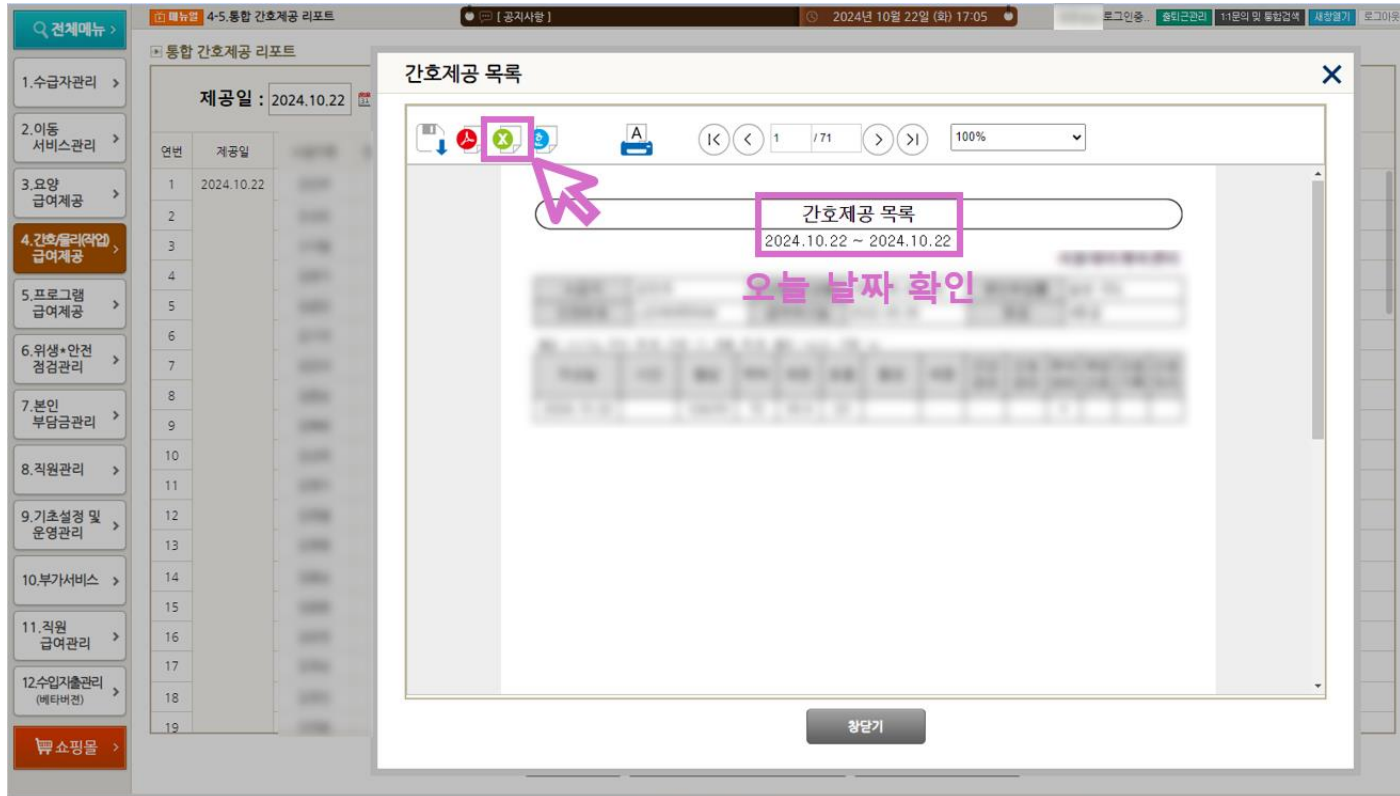 전체메뉴 >
메뉴얼 4-5.통합 간호제공 리포트
[ 공지사항 ]
2024년 10월 22일 (화) 17:05
로그인중..
출퇴근관리
1:1문의 및 통합검색
새창열기
로그아웃
통합 간호제공 리포트
제공일 : 2024.10.22
연번 제공일
1 2024.10.22
2
3
4
5
6
7
8
9
10
11
12
13
14
15
16
17
18
19
1.수급자관리 >
2.이동
서비스관리 >
3.요양
급여제공 >
4.간호/물리(작업)
급여제공 >
5.프로그램
급여제공 >
6.위생*안전
점검관리 >
7.본인
부담금관리 >
8.직원관리 >
9.기초설정 및
운영관리 >
10.부가서비스 >
11.직원
급여관리 >
12.수입지출관리
(베타버젼) >
쇼핑몰 >
간호제공 목록
1 / 71
100%
간호제공 목록
2024.10.22 ~ 2024.10.22
오늘 날짜 확인
창닫기